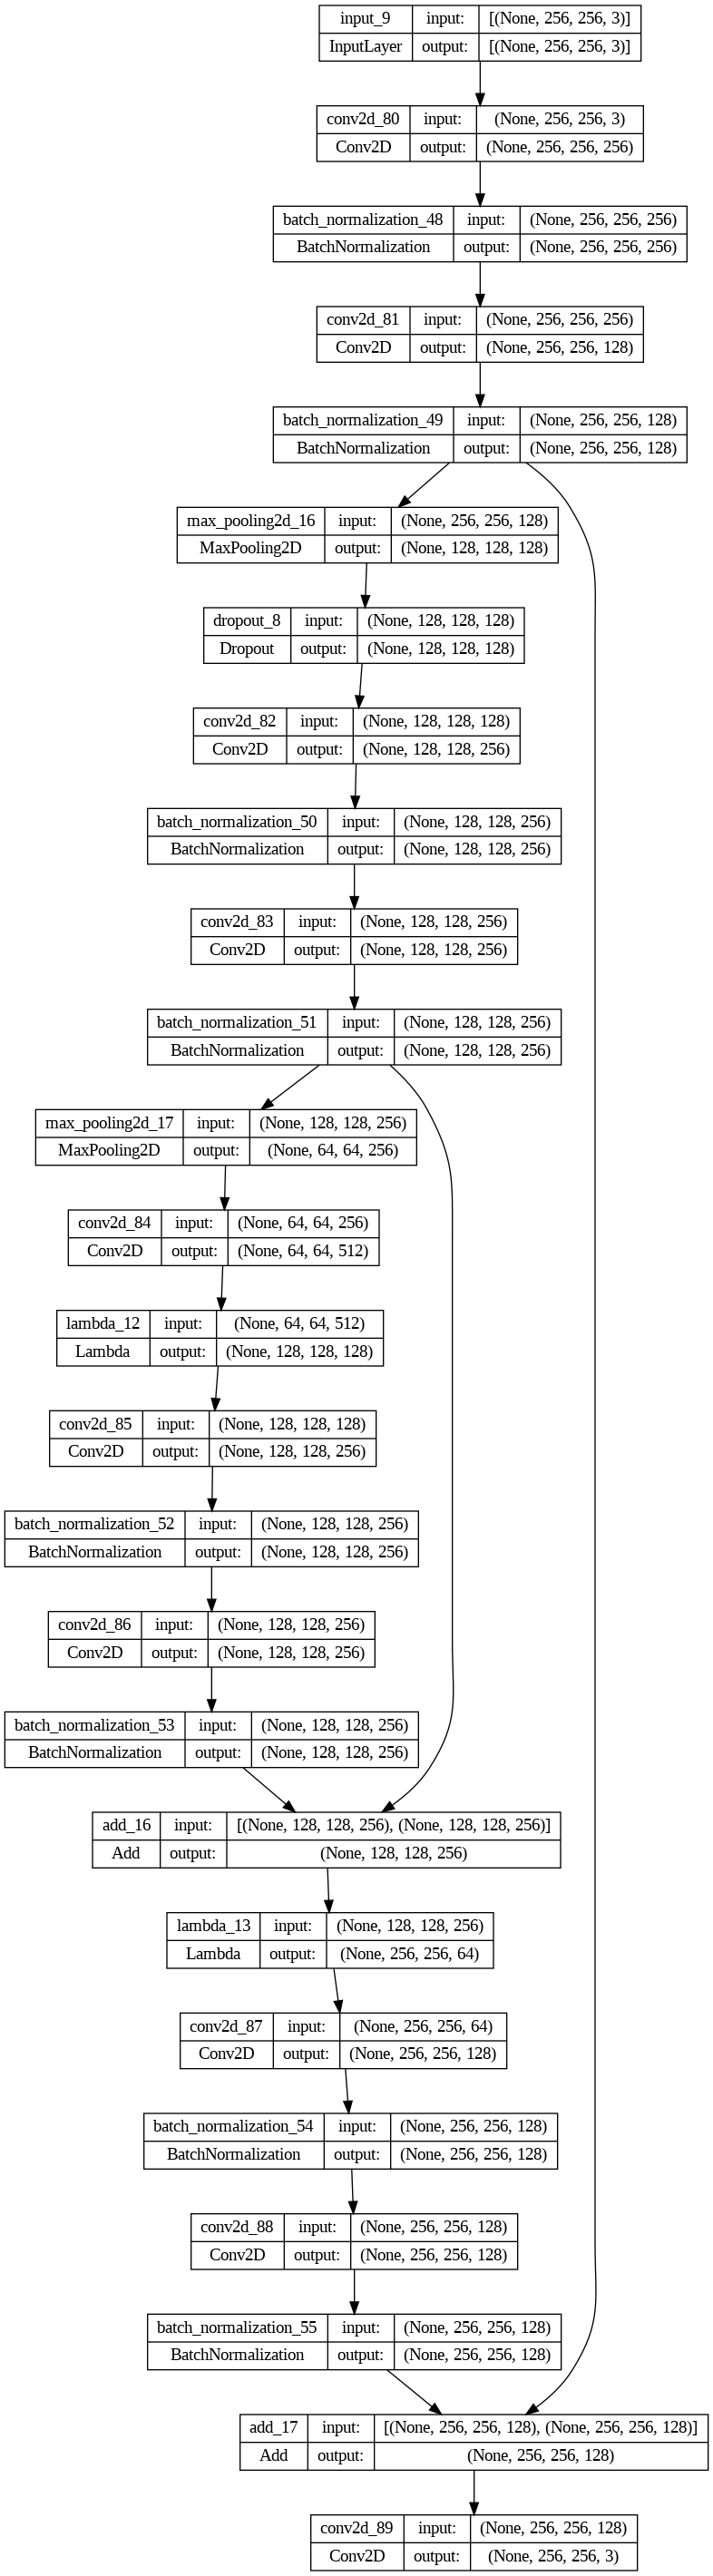 input_9 input: [(None, 256, 256, 3)]
InputLayer output: [(None, 256, 256, 3)]
conv2d_80 input: (None, 256, 256, 3)
Conv2D output: (None, 256, 256, 256)
batch_normalization_48 input: (None, 256, 256, 256)
BatchNormalization output: (None, 256, 256, 256)
conv2d_81 input: (None, 256, 256, 256)
Conv2D output: (None, 256, 256, 128)
batch_normalization_49 input: (None, 256, 256, 128)
BatchNormalization output: (None, 256, 256, 128)
max_pooling2d_16 input: (None, 256, 256, 128)
MaxPooling2D output: (None, 128, 128, 128)
dropout_8 input: (None, 128, 128, 128)
Dropout output: (None, 128, 128, 128)
conv2d_82 input: (None, 128, 128, 128)
Conv2D output: (None, 128, 128, 256)
batch_normalization_50 input: (None, 128, 128, 256)
BatchNormalization output: (None, 128, 128, 256)
conv2d_83 input: (None, 128, 128, 256)
Conv2D output: (None, 128, 128, 256)
batch_normalization_51 input: (None, 128, 128, 256)
BatchNormalization output: (None, 128, 128, 256)
max_pooling2d_17 input: (None, 128, 128, 256)
MaxPooling2D output: (None, 64, 64, 256)
conv2d_84 input: (None, 64, 64, 256)
Conv2D output: (None, 64, 64, 512)
lambda_12 input: (None, 64, 64, 512)
Lambda output: (None, 128, 128, 128)
conv2d_85 input: (None, 128, 128, 128)
Conv2D output: (None, 128, 128, 256)
batch_normalization_52 input: (None, 128, 128, 256)
BatchNormalization output: (None, 128, 128, 256)
conv2d_86 input: (None, 128, 128, 256)
Conv2D output: (None, 128, 128, 256)
batch_normalization_53 input: (None, 128, 128, 256)
BatchNormalization output: (None, 128, 128, 256)
add_16 input: [(None, 128, 128, 256), (None, 128, 128, 256)]
Add output: (None, 128, 128, 256)
lambda_13 input: (None, 128, 128, 256)
Lambda output: (None, 256, 256, 64)
conv2d_87 input: (None, 256, 256, 64)
Conv2D output: (None, 256, 256, 128)
batch_normalization_54 input: (None, 256, 256, 128)
BatchNormalization output: (None, 256, 256, 128)
conv2d_88 input: (None, 256, 256, 128)
Conv2D output: (None, 256, 256, 128)
batch_normalization_55 input: (None, 256, 256, 128)
BatchNormalization output: (None, 256, 256, 128)
add_17 input: [(None, 256, 256, 128), (None, 256, 256, 128)]
Add output: (None, 256, 256, 128)
conv2d_89 input: (None, 256, 256, 128)
Conv2D output: (None, 256, 256, 3)